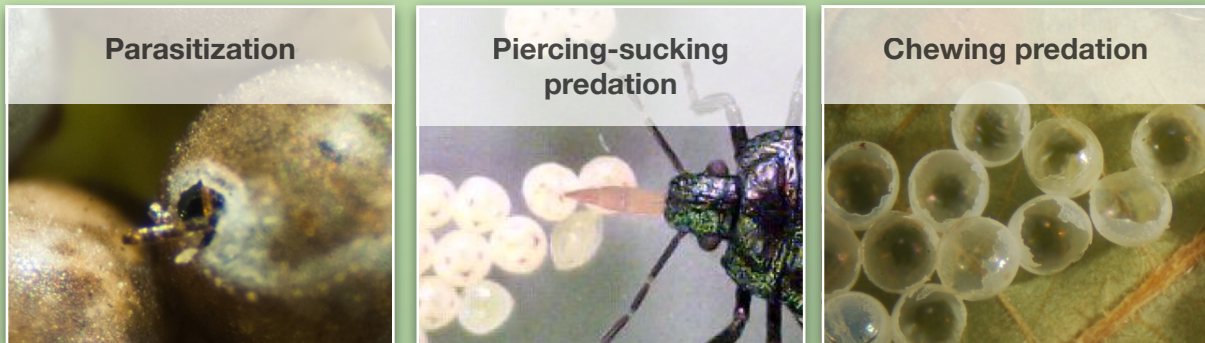 Parasitization
Piercing-sucking
predation
Chewing predation